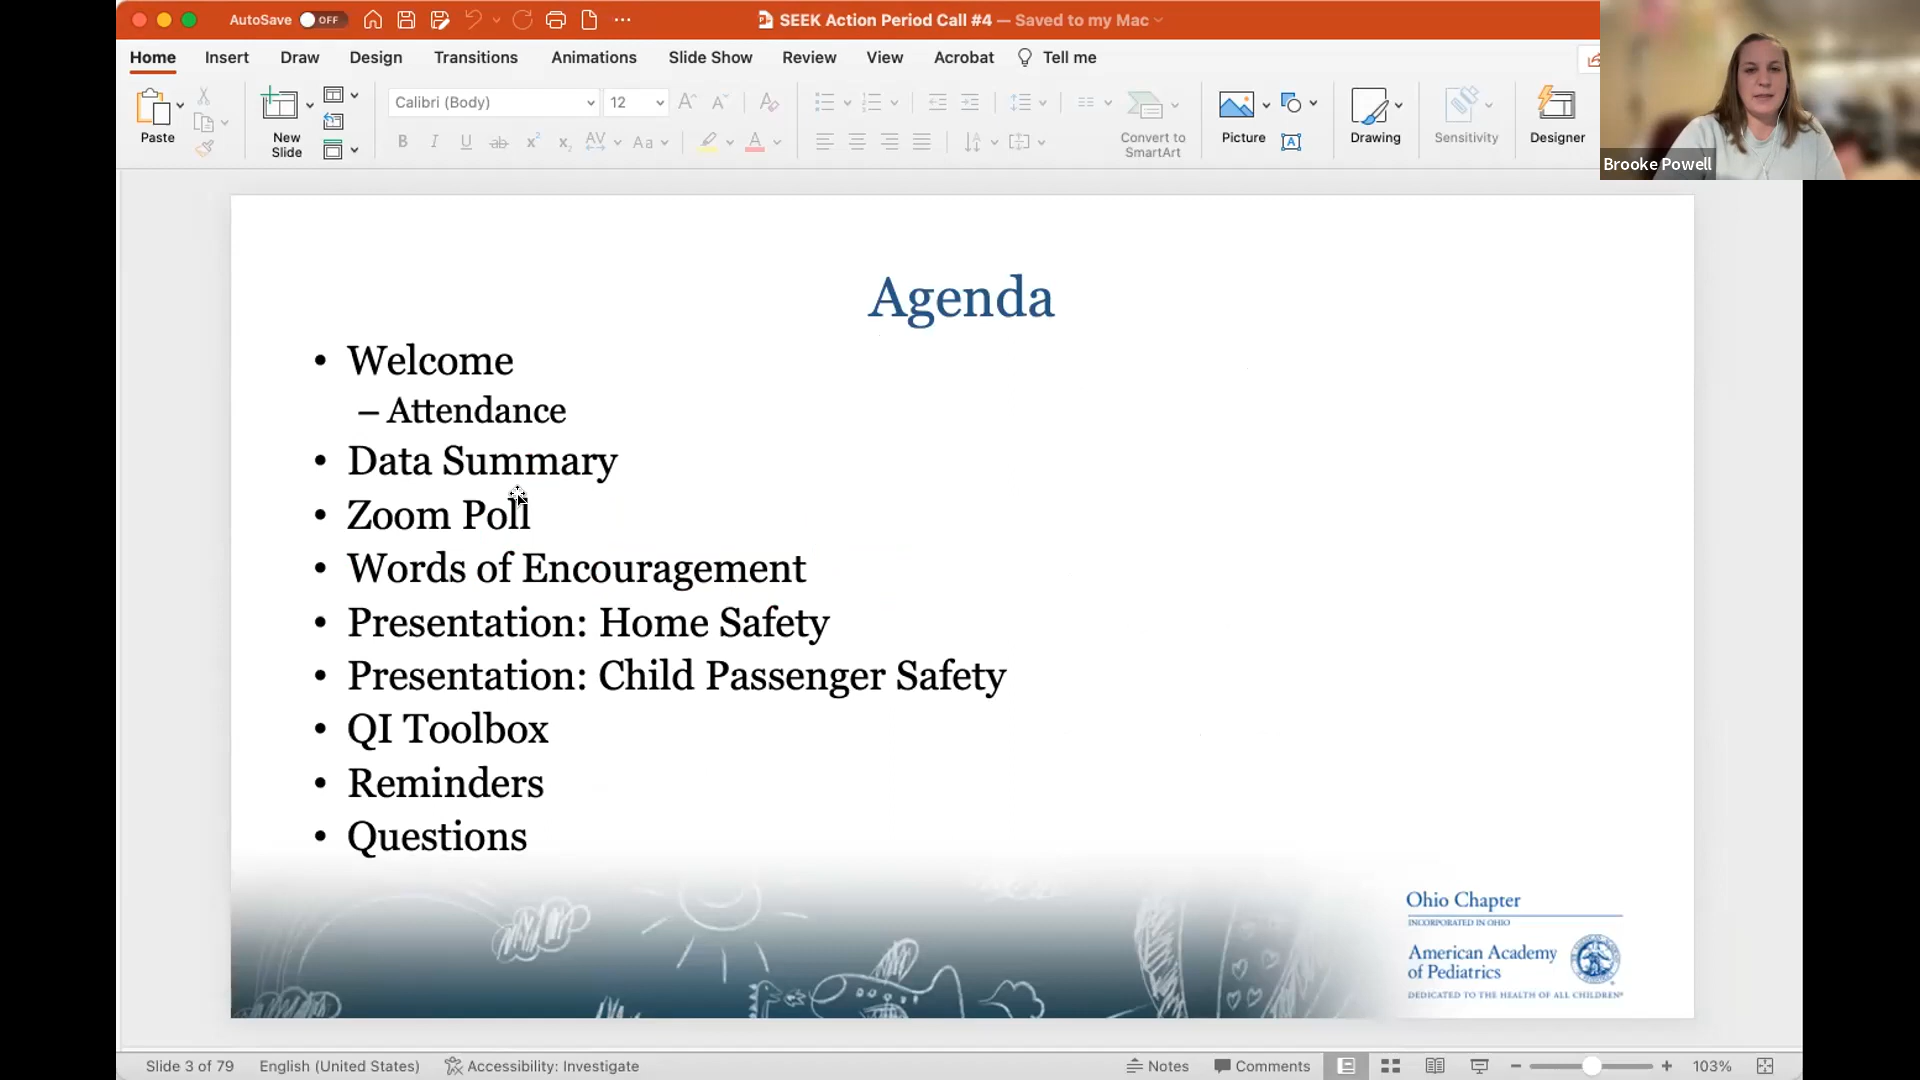 AutoSave OFF
SEEK Action Period Call #4 — Saved to my Mac
Home Insert Draw Design Transitions Animations Slide Show Review View Acrobat Tell me
Paste
New
Slide
Calibri (Body)
12
Convert to
SmartArt
Picture
Drawing
Sensitivity
Designer
Brooke Powell
Agenda
• Welcome
– Attendance
• Data Summary
• Zoom Poll
• Words of Encouragement
• Presentation: Home Safety
• Presentation: Child Passenger Safety
• QI Toolbox
• Reminders
• Questions
Ohio Chapter
INCORPORATED IN OHIO
American Academy
of Pediatrics
DEDICATED TO THE HEALTH OF ALL CHILDREN®
Slide 3 of 79 English (United States) Accessibility: Investigate Notes Comments 103%